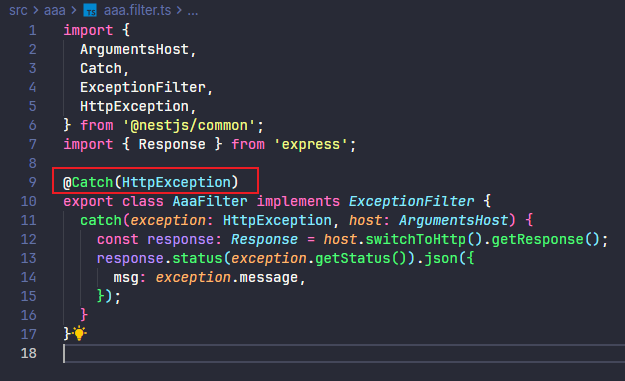 src > aaa > TS aaa.filter.ts > ...
1 import {
2   ArgumentsHost,
3   Catch,
4   ExceptionFilter,
5   HttpException,
6 } from '@nestjs/common';
7 import { Response } from 'express';
8
9 @Catch(HttpException)
10 export class AaaFilter implements ExceptionFilter {
11   catch(exception: HttpException, host: ArgumentsHost) {
12     const response: Response = host.switchToHttp().getResponse();
13     response.status(exception.getStatus()).json({
14       msg: exception.message,
15     });
16   }
17 }
18